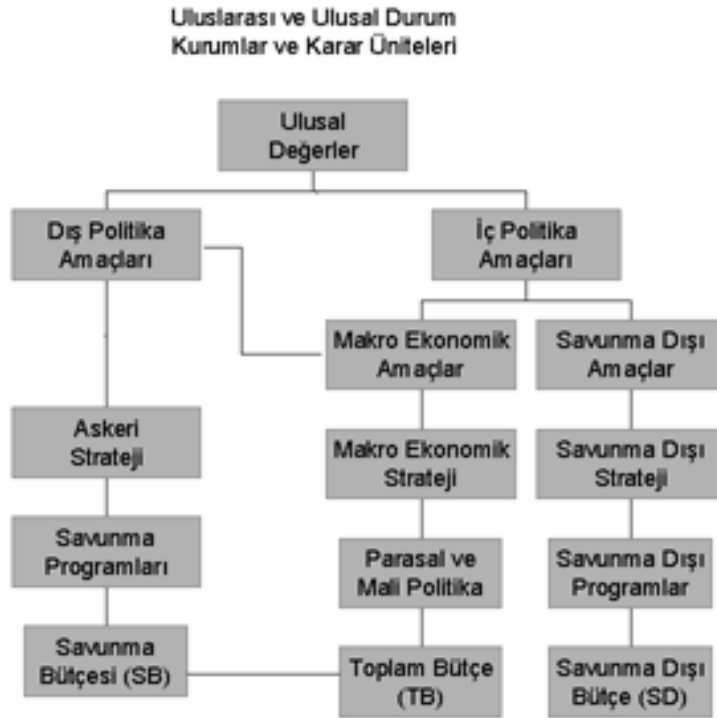 Uluslarası ve Ulusal Durum
Kurumlar ve Karar Üniteleri
Ulusal
Değerler
Dış Politika
Amaçları
İç Politika
Amaçları
Makro Ekonomik
Amaçlar
Savunma Dışı
Amaçlar
Askeri
Strateji
Makro Ekonomik
Strateji
Savunma Dışı
Strateji
Savunma
Programları
Parasal ve
Mali Politika
Savunma Dışı
Programlar
Savunma
Bütçesi (SB)
Toplam Bütçe
(TB)
Savunma Dışı
Bütçe (SD)